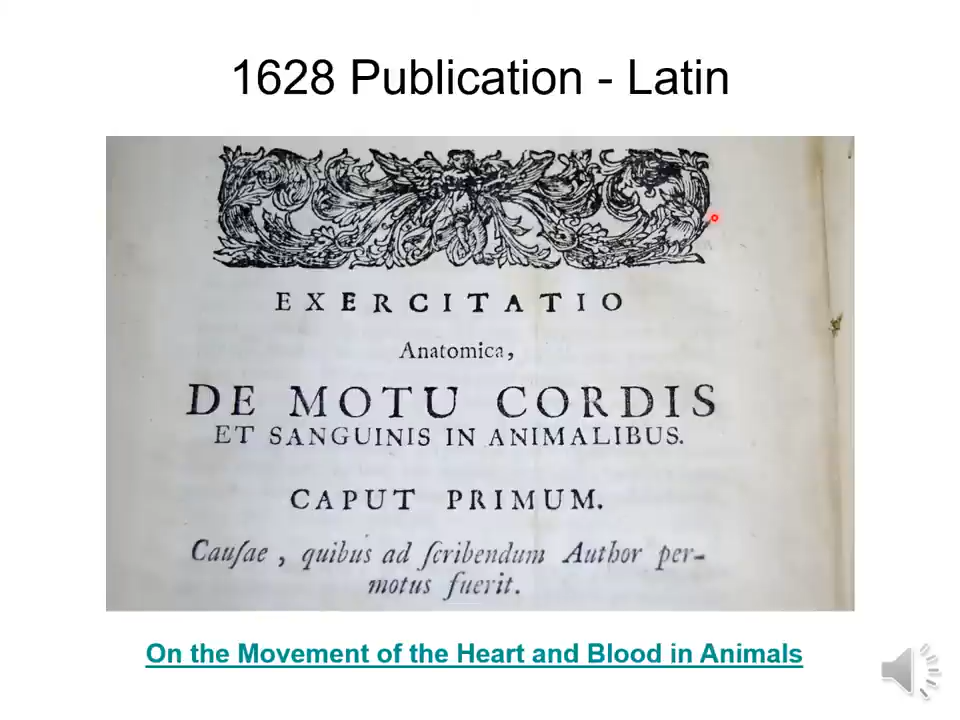 1628 Publication - Latin
EXERCITATIO
Anatomica,
DE MOTU CORDIS
ET SANGUINIS IN ANIMALIBUS.
CAPUT PRIMUM.
Cauſae, quibus ad ſcribendum Author per-
motus fuerit.
On the Movement of the Heart and Blood in Animals